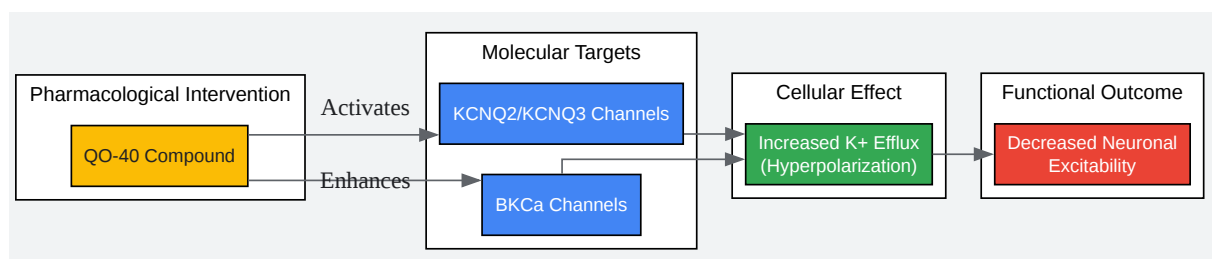 Pharmacological Intervention
QO-40 Compound
Activates
Enhances
Molecular Targets
KCNQ2/KCNQ3 Channels
BKCa Channels
Cellular Effect
Increased K+ Efflux
(Hyperpolarization)
Functional Outcome
Decreased Neuronal
Excitability